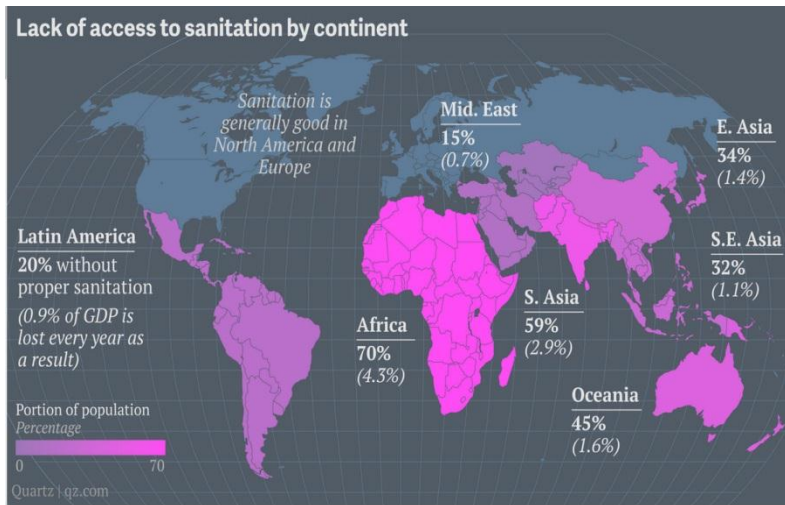 Lack of access to sanitation by continent
Sanitation is
generally good in
North America and
Europe
Mid. East
15%
(0.7%)
E. Asia
34%
(1.4%)
Latin America
20% without
proper sanitation
(0.9% of GDP is
lost every year as
a result)
S.E. Asia
32%
(1.1%)
S. Asia
59%
(2.9%)
Africa
70%
(4.3%)
Oceania
45%
(1.6%)
Portion of population
Percentage
0 70
Quartz | qz.com